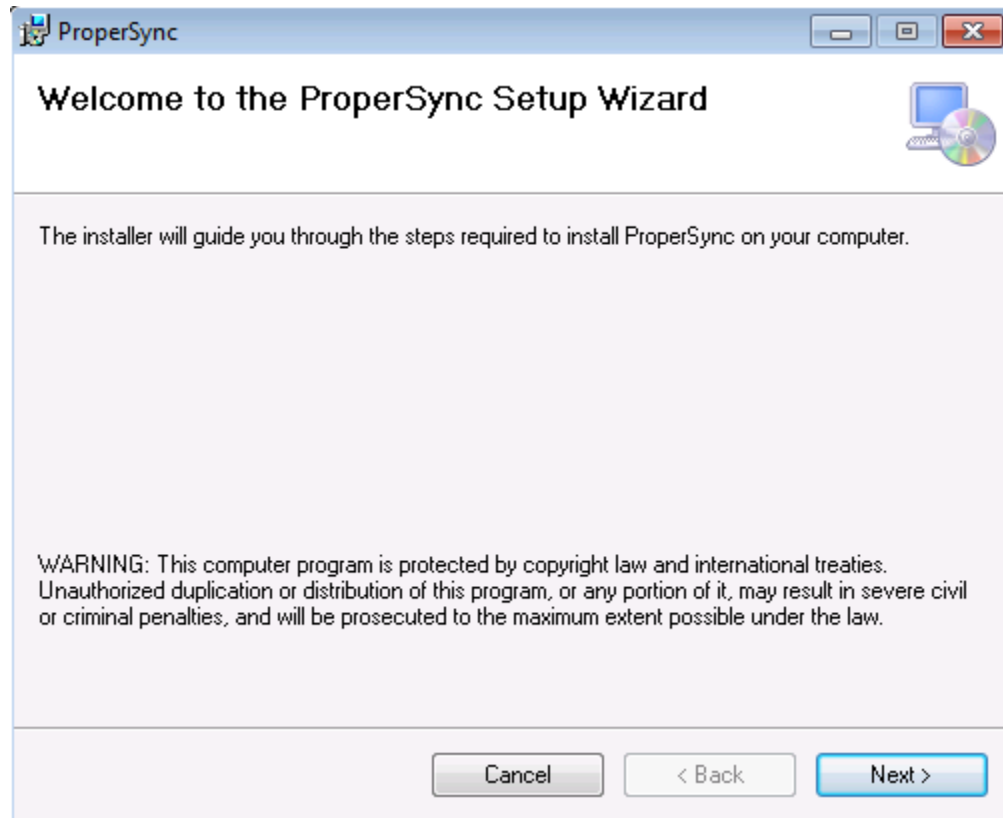 ProperSync
Welcome to the ProperSync Setup Wizard
The installer will guide you through the steps required to install ProperSync on your computer.
WARNING: This computer program is protected by copyright law and international treaties.
Unauthorized duplication or distribution of this program, or any portion of it, may result in severe civil
or criminal penalties, and will be prosecuted to the maximum extent possible under the law.
Cancel
< Back
Next >